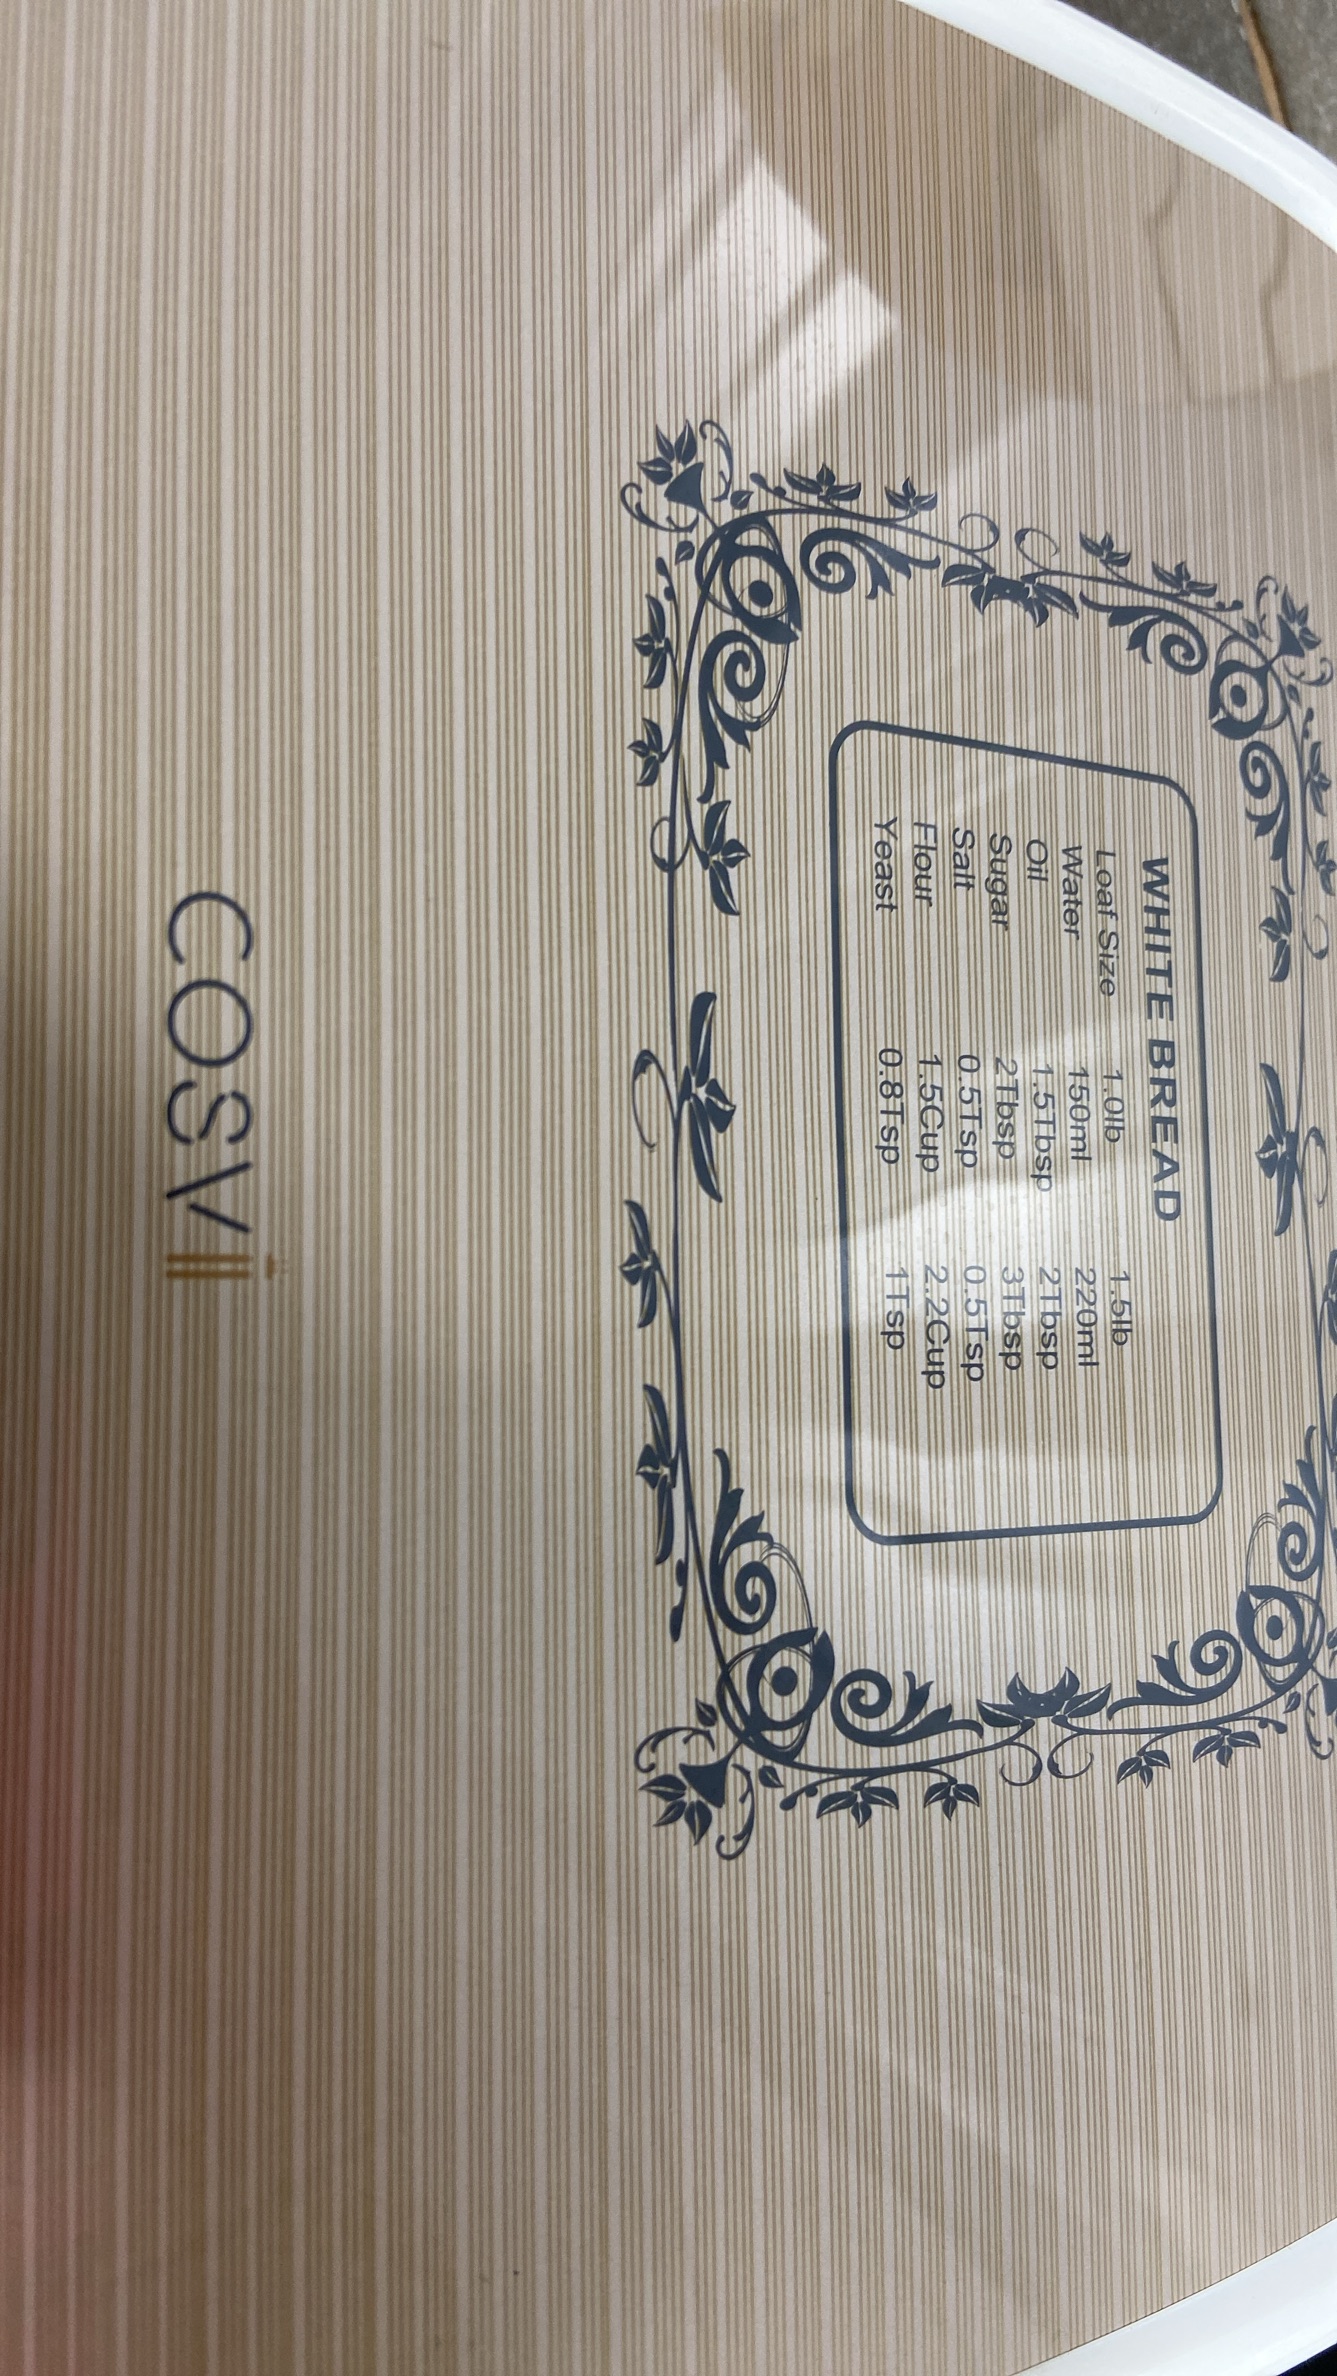 WHITE BREAD
Loaf Size 1.0lb 1.5lb
Water 150ml 220ml
Oil 1.5Tbsp 2Tbsp
Sugar 2Tbsp 3Tbsp
Salt 0.5Tsp 0.5Tsp
Flour 1.5Cup 2.2Cup
Yeast 0.8Tsp 1Tsp
COSVII